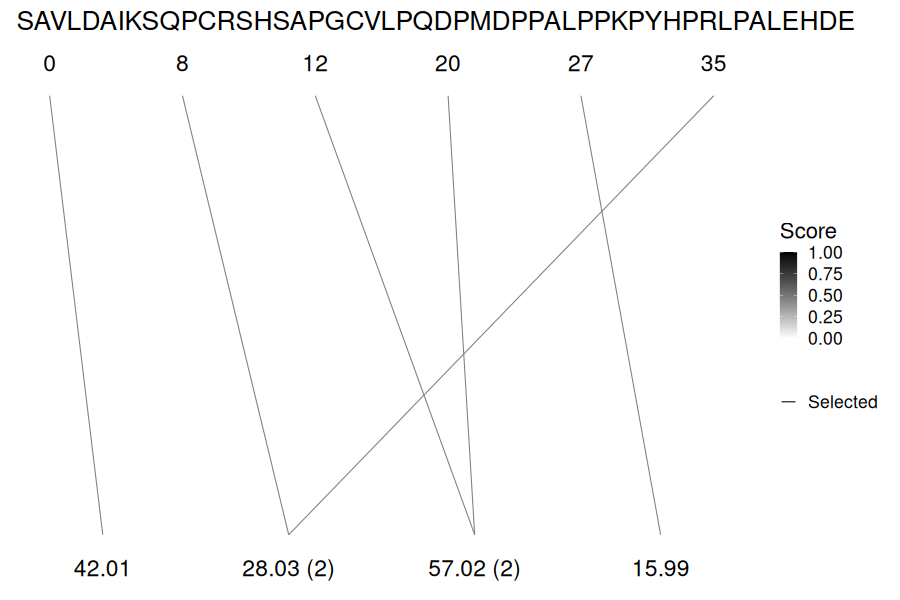 SAVLDAIKSQPCRSHSAPGCVLPQDPMDPPALPPKPYHPRLPALEHDE
0 8 12 20 27 35
Score
1.00
0.75
0.50
0.25
0.00
Selected
42.01 28.03 (2) 57.02 (2) 15.99